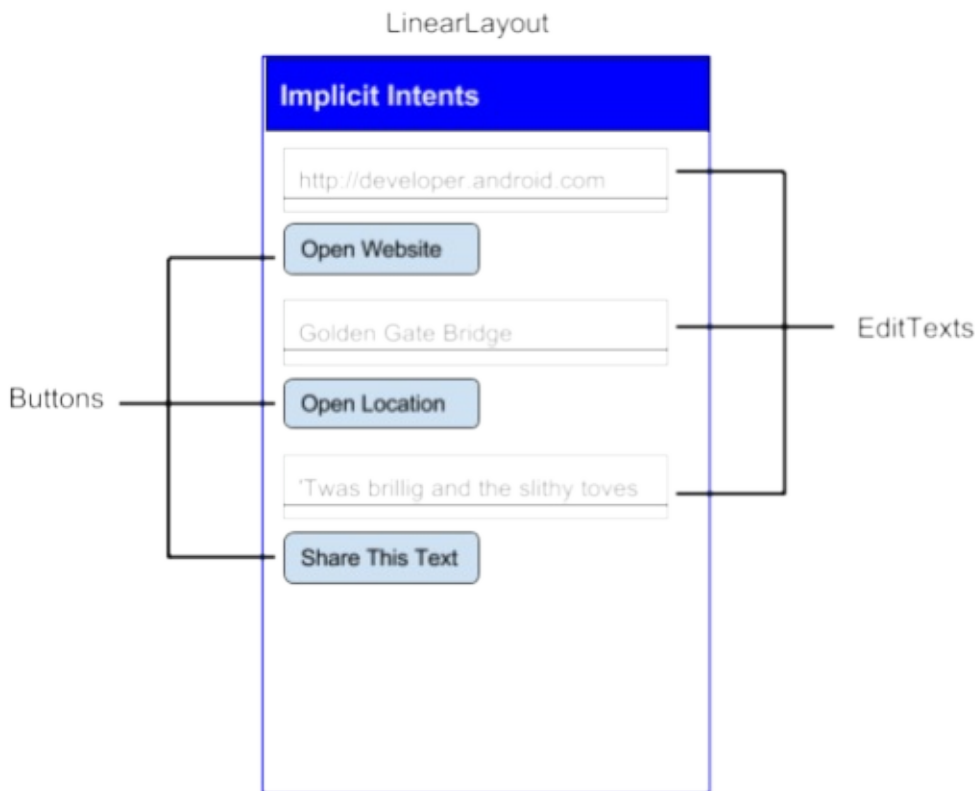 LinearLayout
Implicit Intents
http://developer.android.com
Open Website
Golden Gate Bridge
EditTexts
Buttons
Open Location
'Twas brillig and the slithy toves
Share This Text